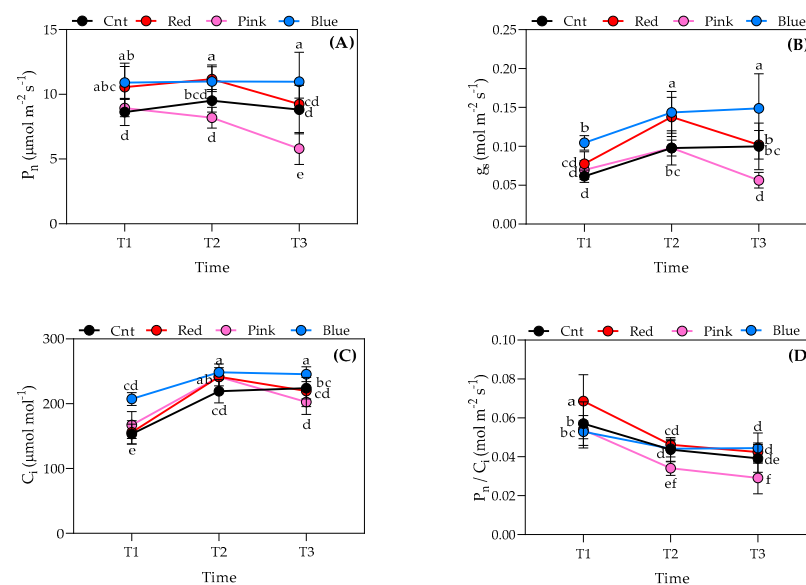 Cnt Red Pink Blue
(A)
15
10
5
0
Pn (µmol m⁻² s⁻¹)
ab
a
a
abc
bcd
cd
d
d
d
e
T1 T2 T3
Time
Cnt Red Pink Blue
(B)
0.20
0.15
0.10
0.05
0.00
gs (mol m⁻² s⁻¹)
a
a
b
b
cd
bc
d
d
bc
d
T1 T2 T3
Time
Cnt Red Pink Blue
(C)
300
200
100
0
Ci (µmol mol⁻¹)
a
a
cd
ab
bc
cd
cd
d
e
T1 T2 T3
Time
Cnt Red Pink Blue
(D)
0.10
0.08
0.06
0.04
0.02
0.00
Pn / Ci (mol m⁻² s⁻¹)
a
b
bc
cd
d
d
d
de
ef
f
T1 T2 T3
Time